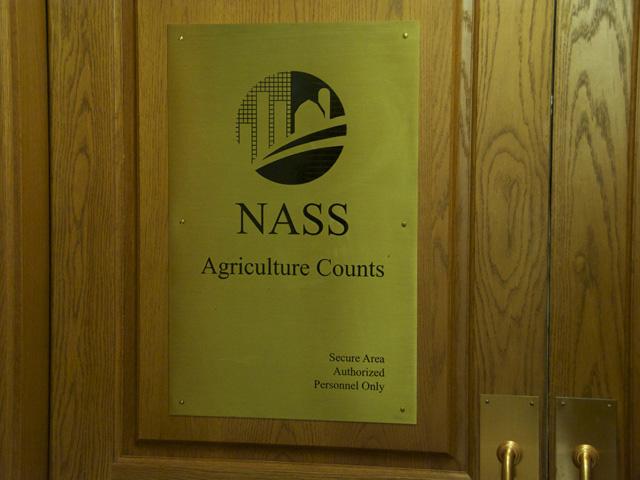 NASS
Agriculture Counts
Secure Area
Authorized
Personnel Only